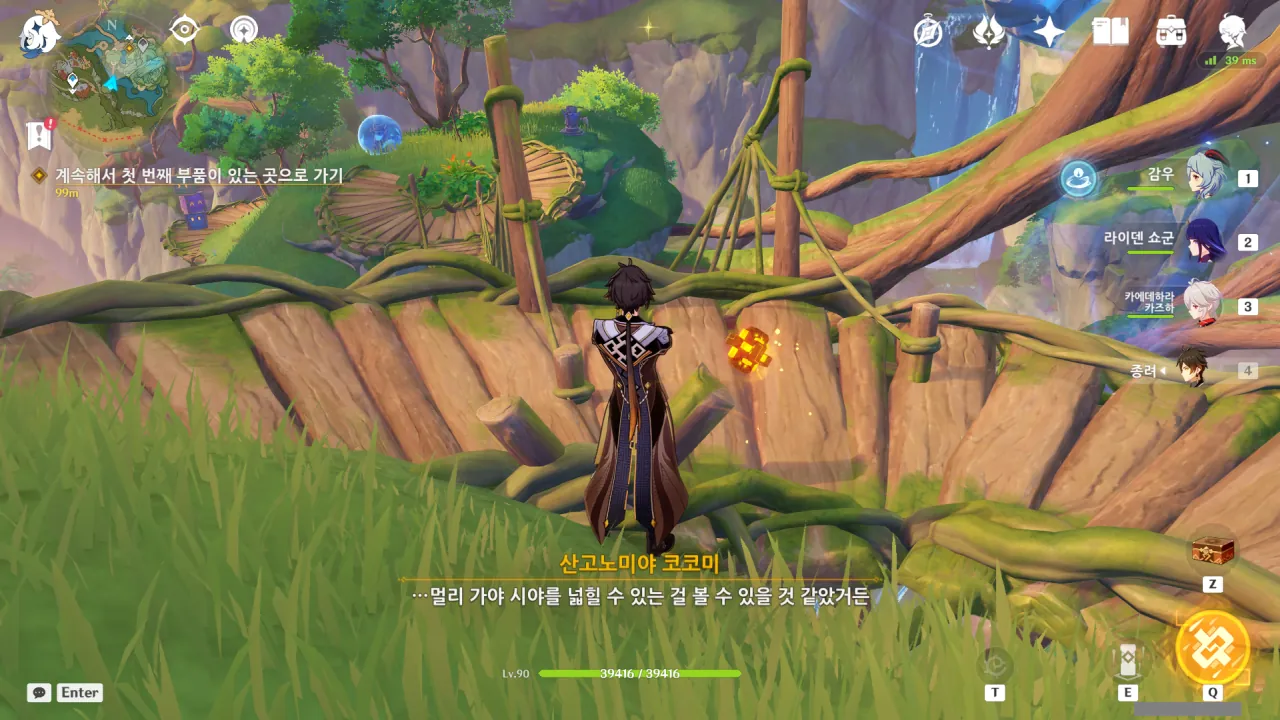 N
39 ms
계속해서 첫 번째 부품이 있는 곳으로 가기
99m
감우
1
라이덴 쇼군
2
카에데하라
카즈하
3
종려
4
산고노미야 코코미
…멀리 가야 시야를 넓힐 수 있는 걸 볼 수 있을 것 같았거든
Z
Lv.90
39416 / 39416
Enter
T
E
Q